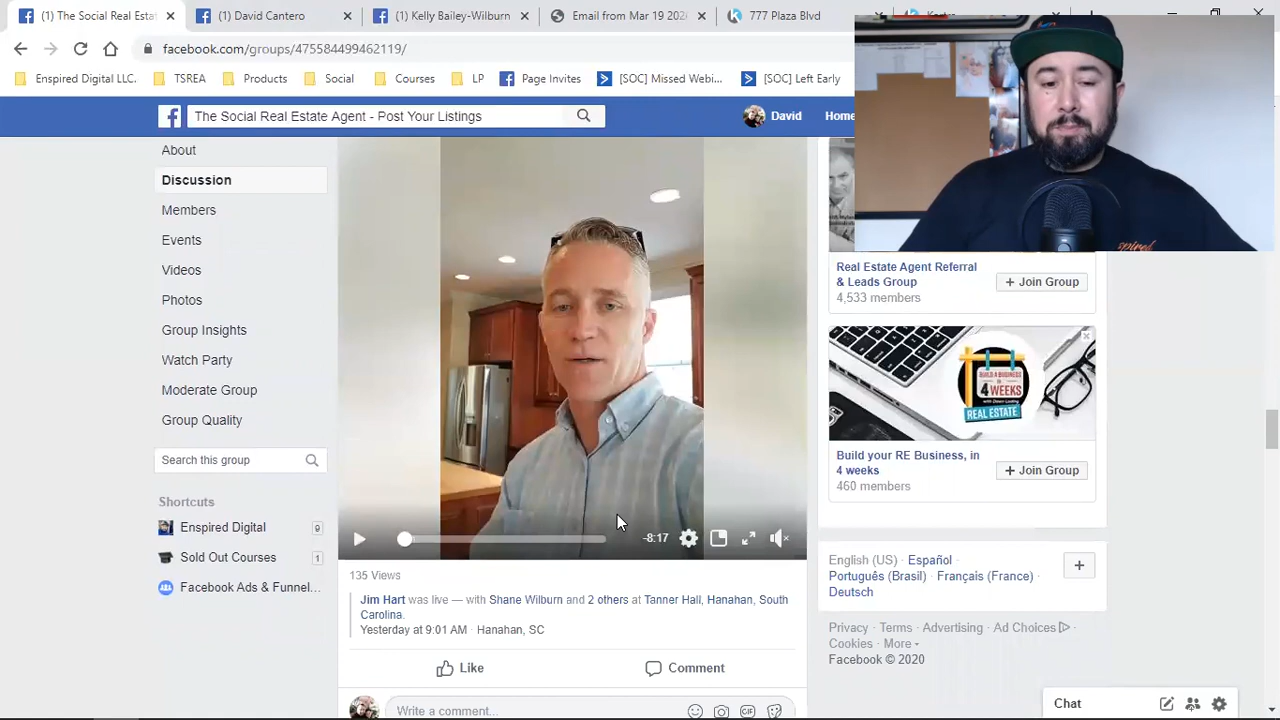 (1) The Social Real Estate
(1) Kelly Bailey-Wilburn
Email from Mar 19 202
777 Plaza Blvd
facebook.com/groups/475584499462119/
Enspired Digital LLC.
TSREA
Products
Courses
LP
Page Invites
[SOC] Missed Webi...
[SOC] Left Early
The Social Real Estate Agent - Post Your Listings
David
Home
About
Discussion
Members
Events
Videos
Photos
Group Insights
Watch Party
Moderate Group
Group Quality
Search this group
Shortcuts
Enspired Digital
9
Sold Out Courses
1
Facebook Ads & Funnel...
-8:17
135 Views
Jim Hart was live — with Shane Wilburn and 2 others at Tanner Hall, Hanahan, South
Carolina.
Yesterday at 9:01 AM · Hanahan, SC
Like
Comment
Write a comment...
Real Estate Agent Referral
& Leads Group
4,533 members
+ Join Group
BUILD A BUSINESS
4 WEEKS
REAL ESTATE
Build your RE Business, in
4 weeks
460 members
+ Join Group
English (US) · Español ·
Português (Brasil) · Français (France) ·
Deutsch
Privacy · Terms · Advertising · Ad Choices ·
Cookies · More
Facebook © 2020
Chat